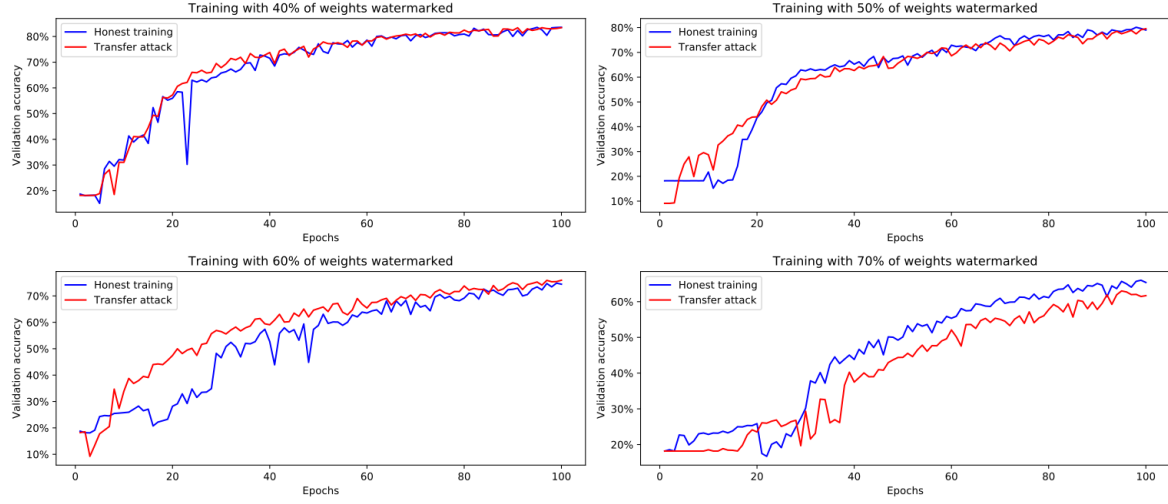 Training with 40% of weights watermarked
Honest training
Transfer attack
Validation accuracy
80%
70%
60%
50%
40%
30%
20%
0 20 40 60 80 100
Epochs
Training with 50% of weights watermarked
Honest training
Transfer attack
Validation accuracy
80%
70%
60%
50%
40%
30%
20%
10%
0 20 40 60 80 100
Epochs
Training with 60% of weights watermarked
Honest training
Transfer attack
Validation accuracy
70%
60%
50%
40%
30%
20%
10%
0 20 40 60 80 100
Epochs
Training with 70% of weights watermarked
Honest training
Transfer attack
Validation accuracy
60%
50%
40%
30%
20%
0 20 40 60 80 100
Epochs